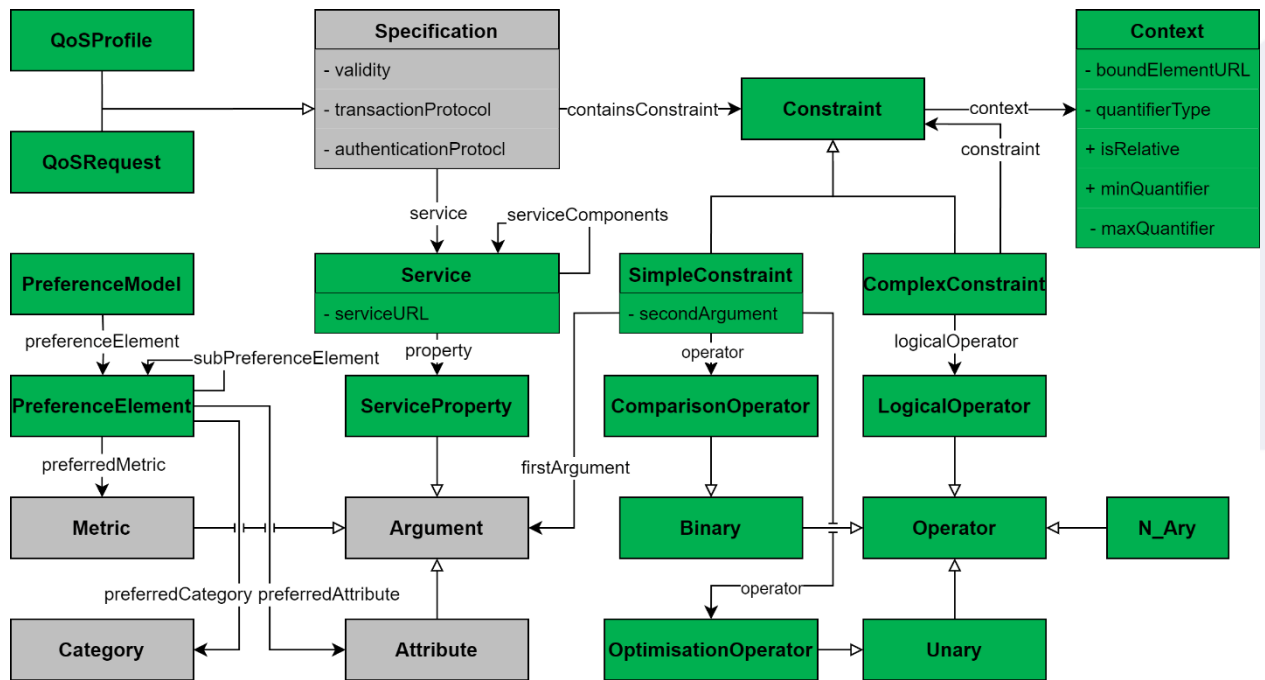 QoSProfile
Specification
- validity
- transactionProtocol
- authenticationProtocl
QoSRequest
containsConstraint
Constraint
context
Context
- boundElementURL
- quantifierType
+ isRelative
+ minQuantifier
- maxQuantifier
constraint
service
serviceComponents
PreferenceModel
Service
- serviceURL
SimpleConstraint
- secondArgument
ComplexConstraint
preferenceElement
subPreferenceElement
property
operator
logicalOperator
PreferenceElement
ServiceProperty
ComparisonOperator
LogicalOperator
preferredMetric
firstArgument
Metric
Argument
Binary
Operator
N_Ary
preferredCategory
preferredAttribute
operator
Category
Attribute
OptimisationOperator
Unary